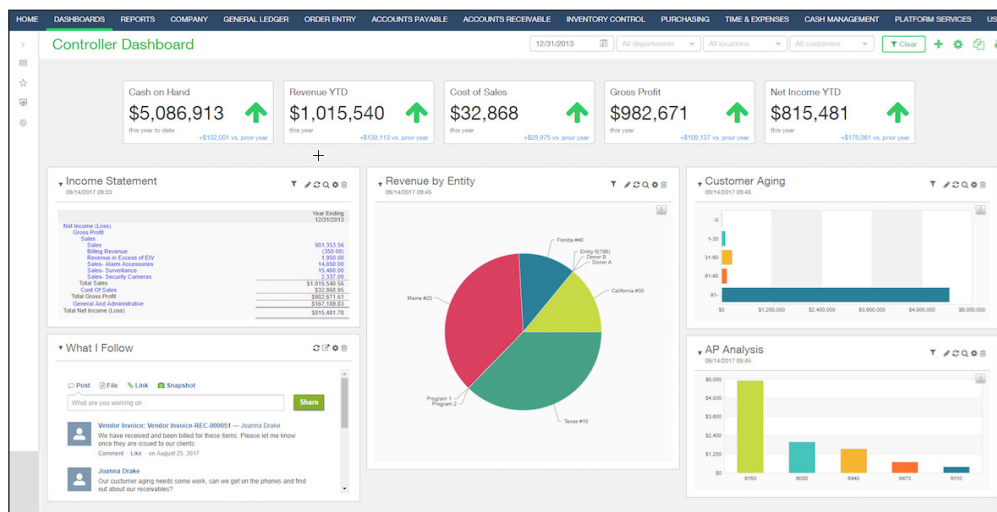 HOME DASHBOARDS REPORTS COMPANY GENERAL LEDGER ORDER ENTRY ACCOUNTS PAYABLE ACCOUNTS RECEIVABLE INVENTORY CONTROL PURCHASING TIME & EXPENSES CASH MANAGEMENT PLATFORM SERVICES US
Controller Dashboard
12/31/2013 All departments All locations All customers Clear
Cash on Hand
$5,086,913
this year to date
+$102,001 vs. prior year
Revenue YTD
$1,015,540
this year
+$139,113 vs. prior year
Cost of Sales
$32,868
this year
+$29,975 vs. prior year
Gross Profit
$982,671
this year
+$109,137 vs. prior year
Net Income YTD
$815,481
this year
+$178,061 vs. prior year
Income Statement
09/14/2017 09:33
Year Ending
12/31/2013
Net Income (Loss)
Gross Profit
Sales
Sales 981,353.56
Billing Revenue (350.00)
Revenue in Excess of EIV 1,950.00
Sales- Alarm Accessories 14,850.00
Sales- Surveillance 15,400.00
Sales- Security Cameras 2,337.00
Total Sales $1,015,540.56
Cost Of Sales $32,868.95
Total Gross Profit $982,671.61
General And Administrative $167,189.83
Total Net Income (Loss) $815,481.78
What I Follow
Post File Link Snapshot
What are you working on Share
Vendor Invoice: Vendor Invoice-REC-000051 — Joanna Drake
We have received and been billed for these items. Please let me know
once they are issued to our clients.
Comment · Like · on August 25, 2017
Joanna Drake
Our customer aging needs some work, can we get on the phones and find
out about our receivables?
Revenue by Entity
09/14/2017 09:45
Florida #40
Entity 5(700)
Donor B
Donor A
California #30
Maine #20
Program 1
Program 2
Texas #10
Customer Aging
09/14/2017 09:45
-0
1-30
31-60
61-90
91-
$0 $1,200,000 $2,400,000 $3,600,000 $4,800,000 $6,000,000
AP Analysis
09/14/2017 09:45
$6,000
$4,800
$3,600
$2,400
$1,200
$0
6150 6000 6440 6470 6110